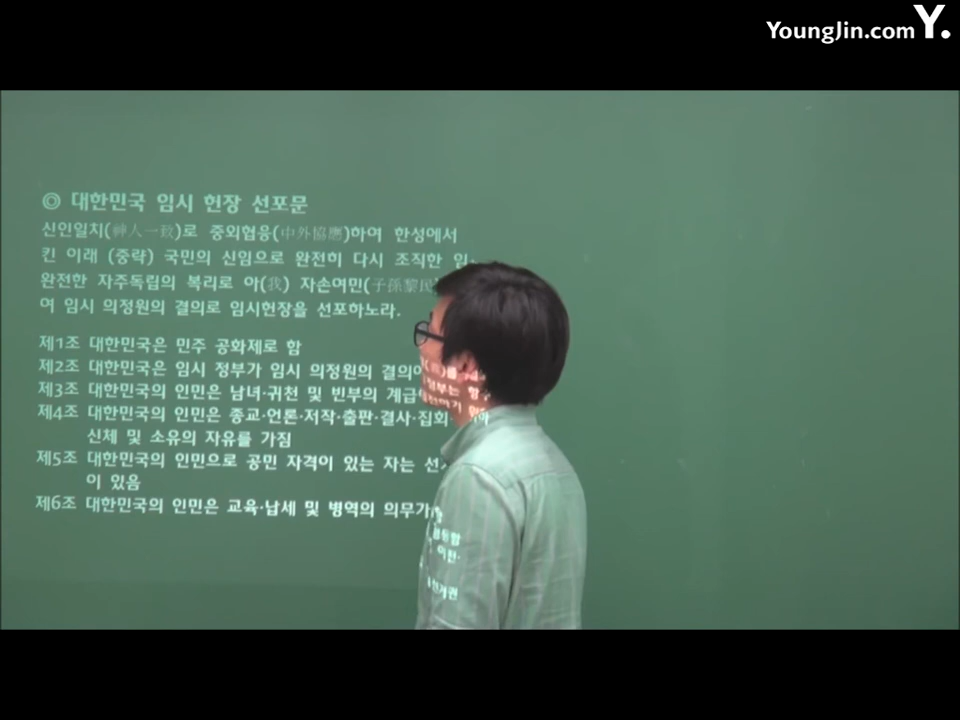 YoungJin.com Y.
◎ 대한민국 임시 헌장 선포문
신인일치(神人一致)로 중외협응(中外協應)하여 한성에서
킨 이래 (중략) 국민의 신임으로 완전히 다시 조직한 임
완전한 자주독립의 복리로 아(我) 자손여민(子孫黎民
여 임시 의정원의 결의로 임시헌장을 선포하노라.
제1조 대한민국은 민주 공화제로 함
제2조 대한민국은 임시 정부가 임시 의정원의 결의
제3조 대한민국의 인민은 남녀·귀천 및 빈부의 계급
제4조 대한민국의 인민은 종교·언론·저작·출판·결사·집회
신체 및 소유의 자유를 가짐
제5조 대한민국의 인민으로 공민 자격이 있는 자는
이 있음
제6조 대한민국의 인민은 교육·납세 및 병역의 의무가